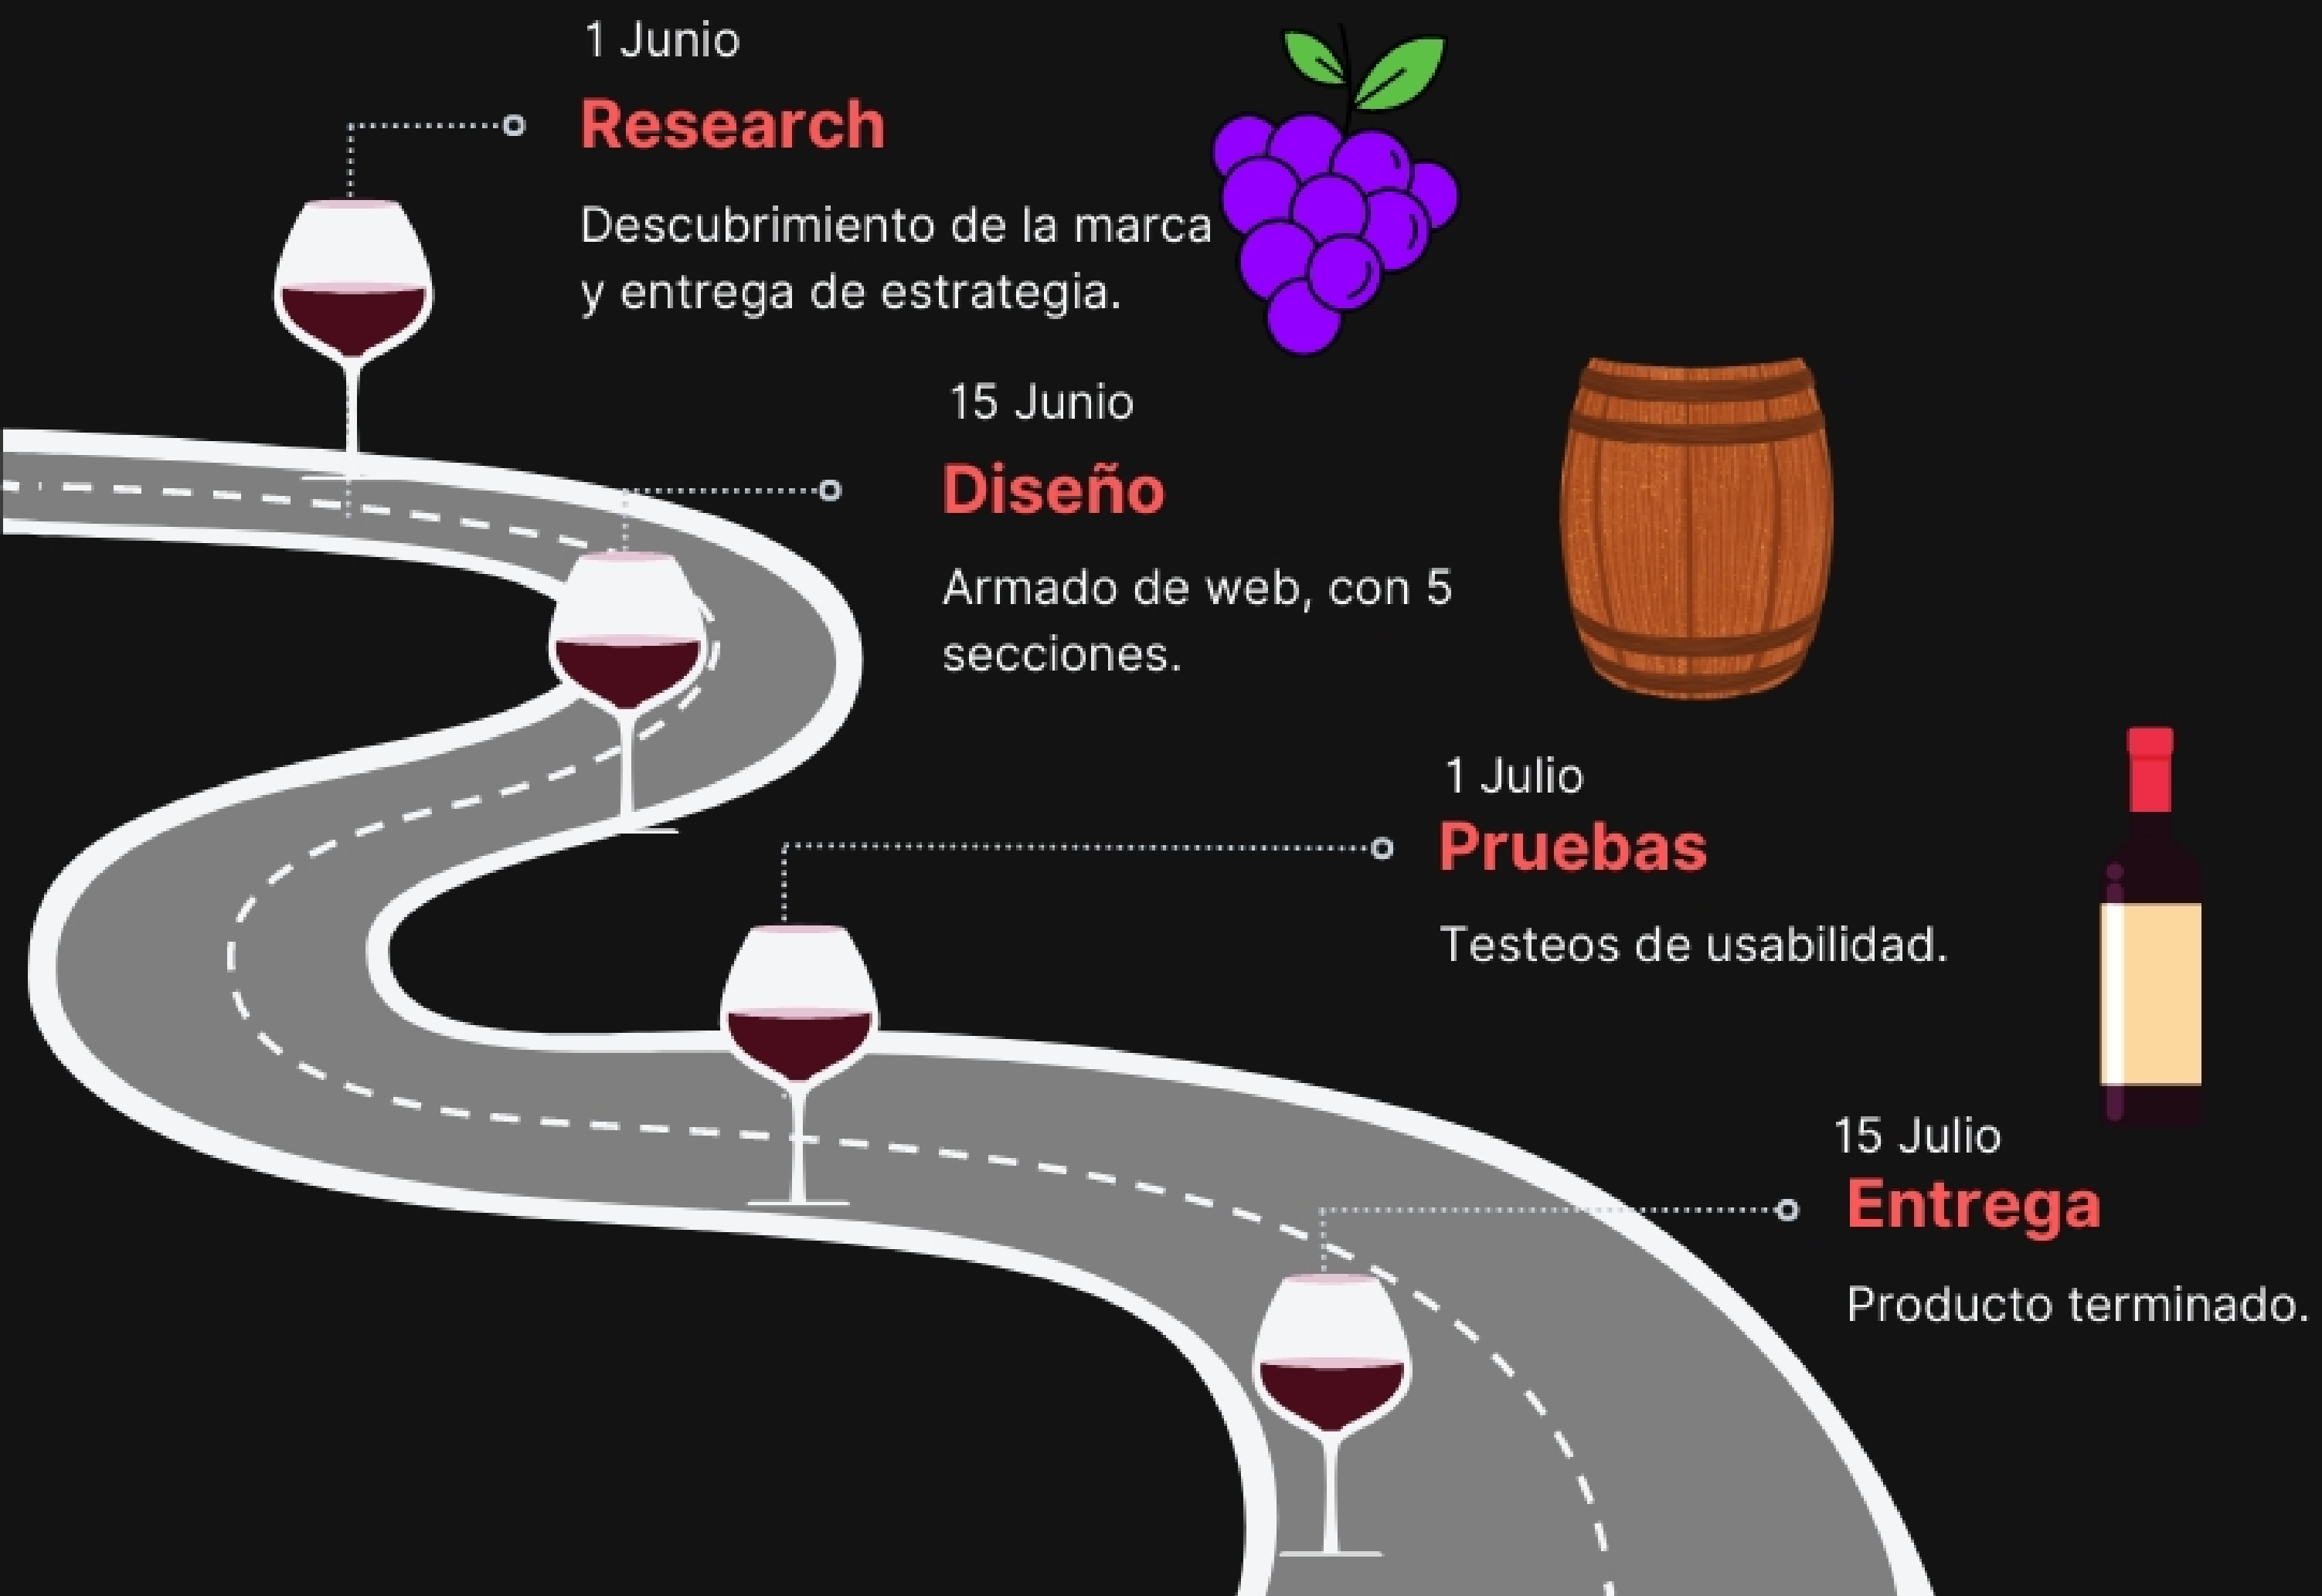 1 Junio
Research
Descubrimiento de la marca
y entrega de estrategia.
15 Junio
Diseño
Armado de web, con 5
secciones.
1 Julio
Pruebas
Testeos de usabilidad.
15 Julio
Entrega
Producto terminado.